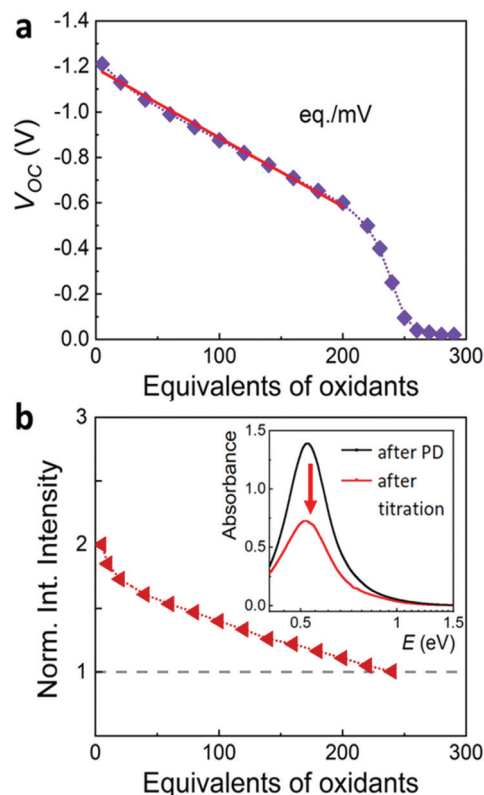 a
-1.4
-1.2
-1.0
-0.8
-0.6
-0.4
-0.2
0.0
V_OC (V)
eq./mV
0
100
200
300
Equivalents of oxidants
b
3
2
1
Norm. Int. Intensity
1.5
1.0
0.5
0.0
Absorbance
after PD
after
titration
0.5
1
1.5
E (eV)
0
100
200
300
Equivalents of oxidants